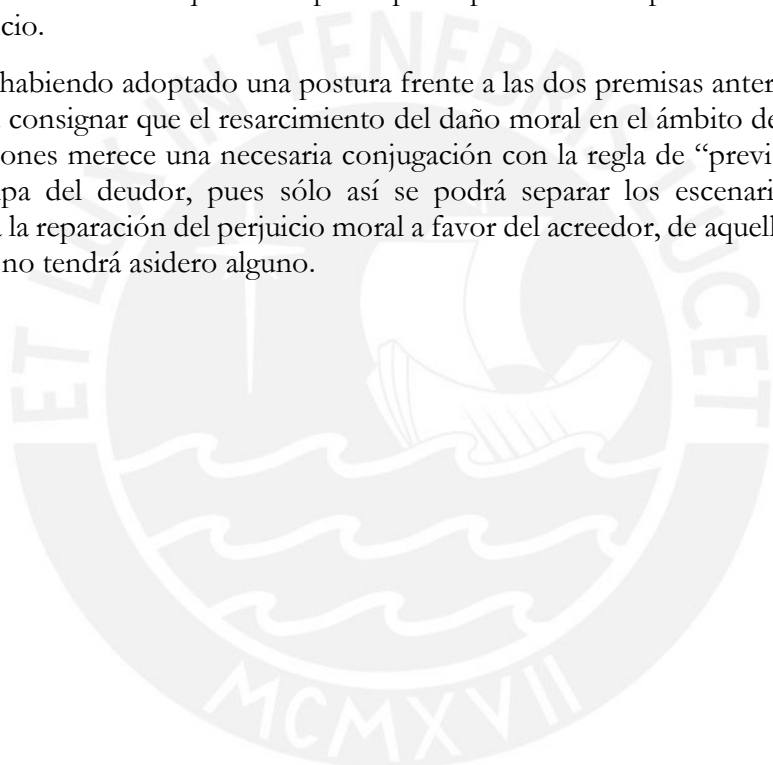 cio.
habiendo adoptado una postura frente a las dos premisas anter
consignar que el resarcimiento del daño moral en el ámbito de
iones merece una necesaria conjugación con la regla de “previ
pa del deudor, pues sólo así se podrá separar los escenari
la reparación del perjuicio moral a favor del acreedor, de aquell
no tendrá asidero alguno.
ET LUX IN TENEBRIS LUCET
MCMXVII